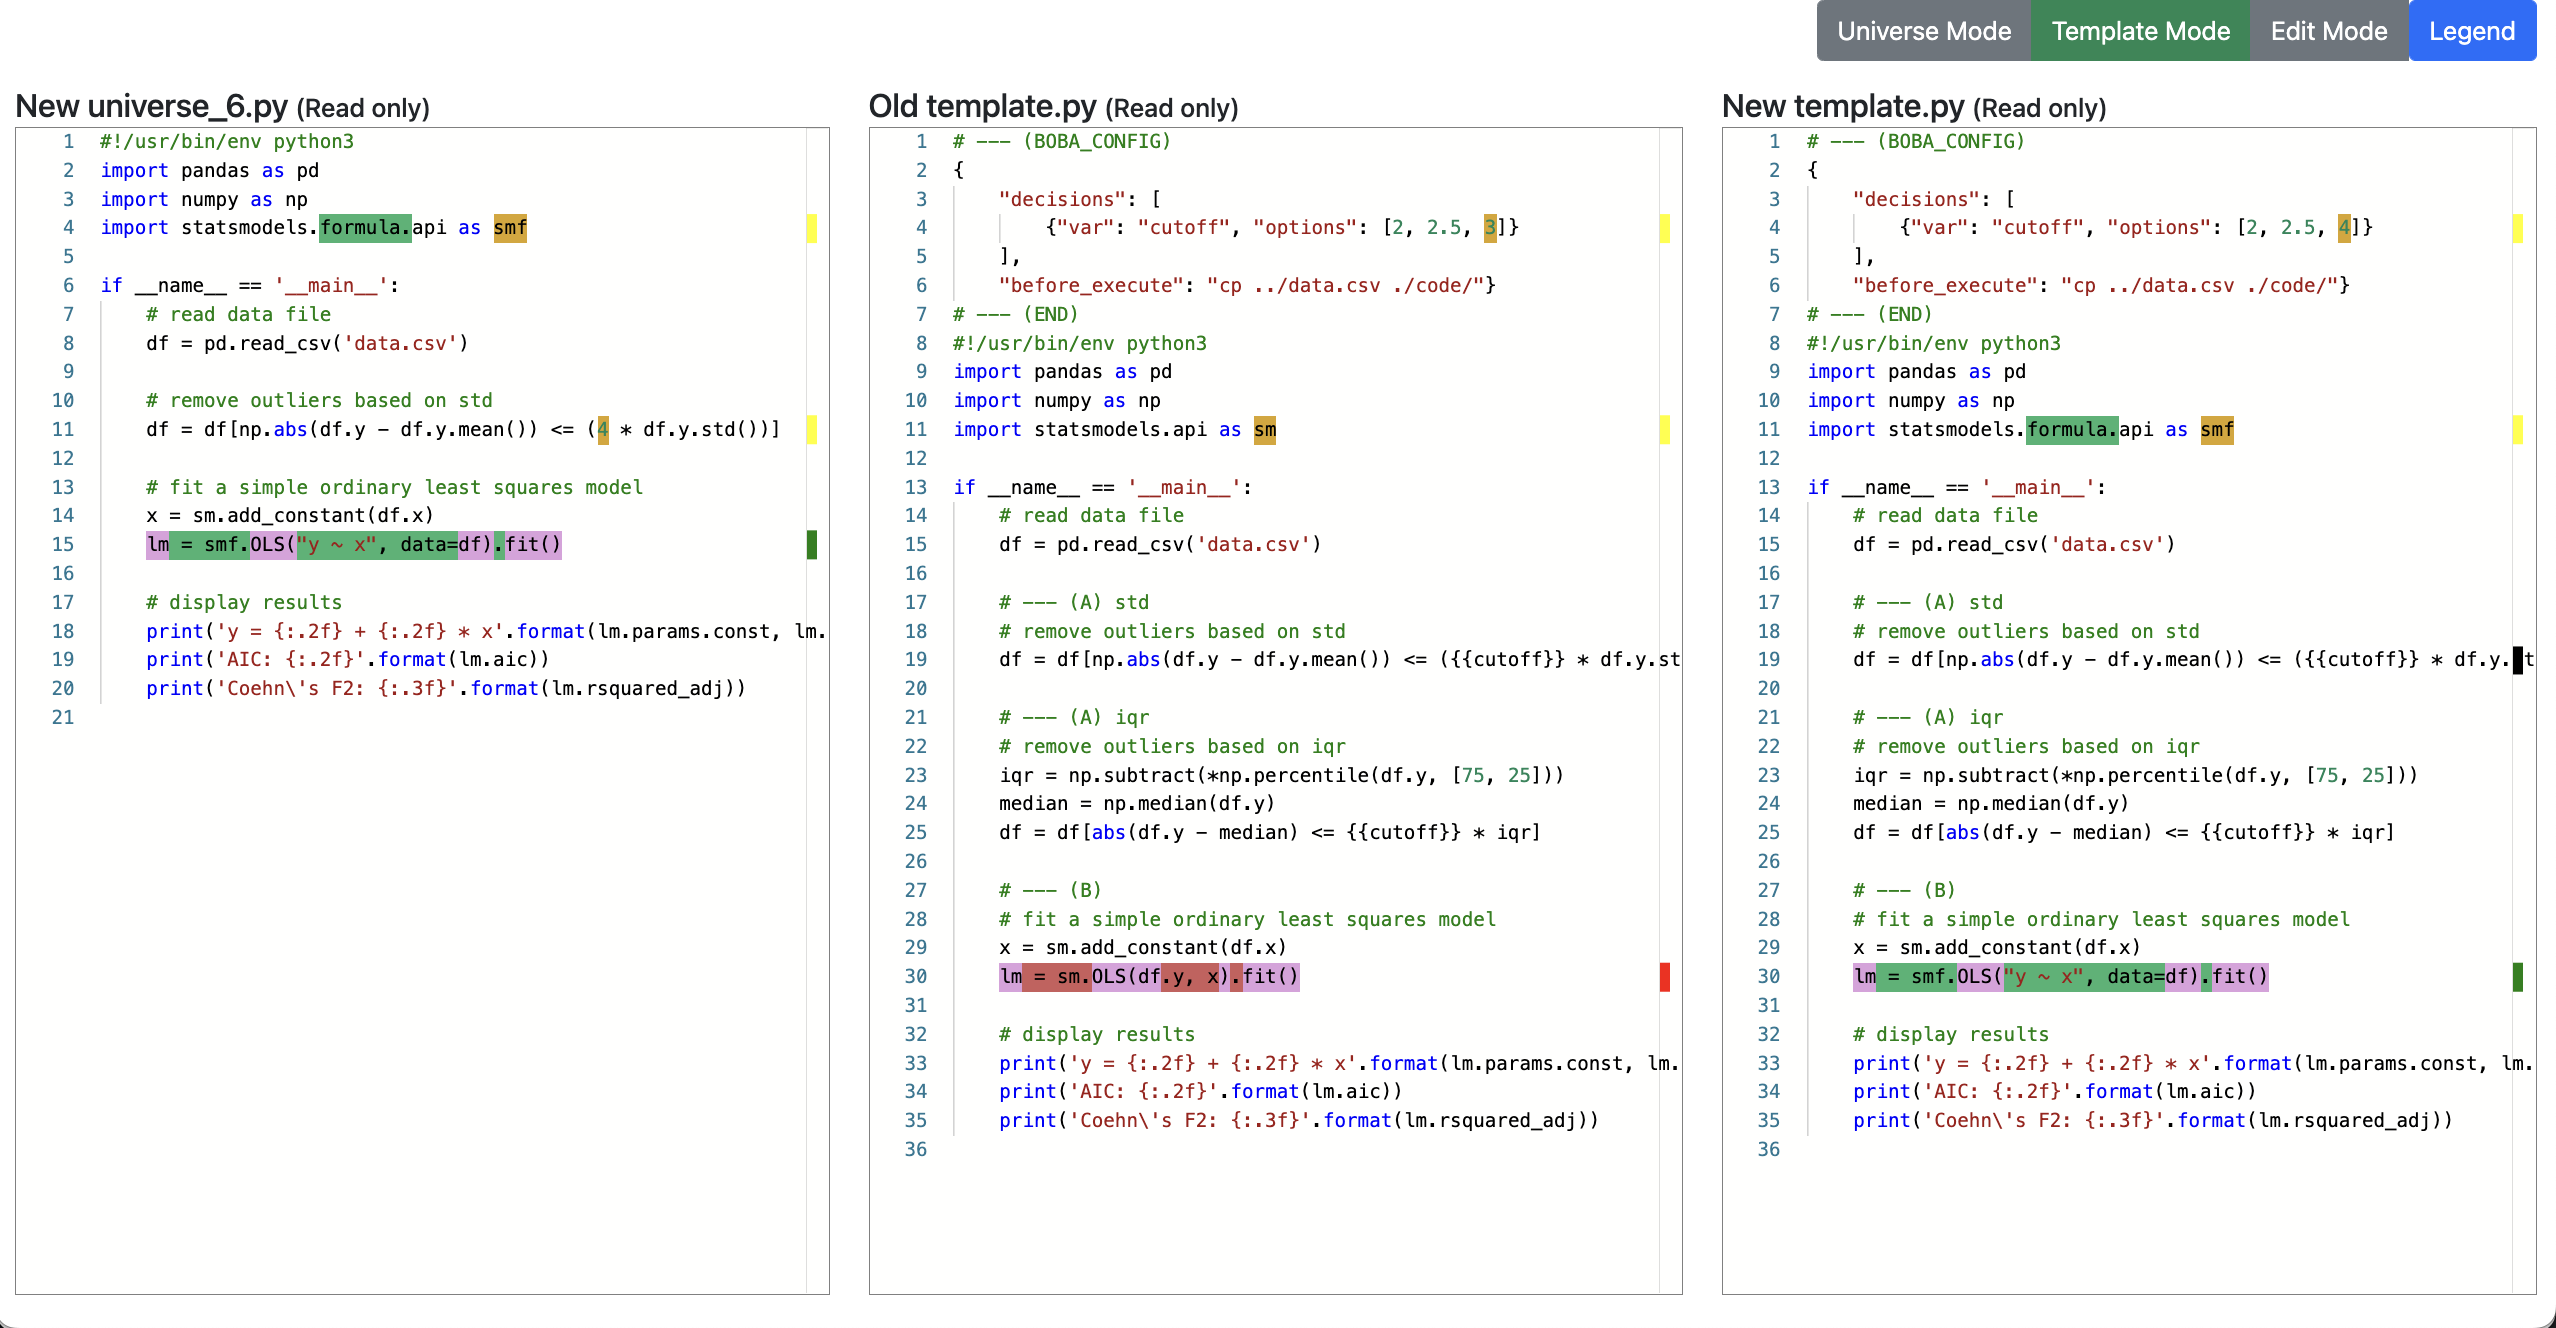 Universe Mode Template Mode Edit Mode Legend
New universe_6.py (Read only)
1 #!/usr/bin/env python3
2 import pandas as pd
3 import numpy as np
4 import statsmodels.formula.api as smf
5
6 if __name__ == '__main__':
7 # read data file
8 df = pd.read_csv('data.csv')
9
10 # remove outliers based on std
11 df = df[np.abs(df.y - df.y.mean()) <= (4 * df.y.std())]
12
13 # fit a simple ordinary least squares model
14 x = sm.add_constant(df.x)
15 lm = smf.OLS("y ~ x", data=df).fit()
16
17 # display results
18 print('y = {:.2f} + {:.2f} * x'.format(lm.params.const, lm.
19 print('AIC: {:.2f}'.format(lm.aic))
20 print('Coehn\'s F2: {:.3f}'.format(lm.rsquared_adj))
21
Old template.py (Read only)
1 # --- (BOBA_CONFIG)
2 {
3 "decisions": [
4 {"var": "cutoff", "options": [2, 2.5, 3]}
5 ],
6 "before_execute": "cp ../data.csv ./code/"}
7 # --- (END)
8 #!/usr/bin/env python3
9 import pandas as pd
10 import numpy as np
11 import statsmodels.api as sm
12
13 if __name__ == '__main__':
14 # read data file
15 df = pd.read_csv('data.csv')
16
17 # --- (A) std
18 # remove outliers based on std
19 df = df[np.abs(df.y - df.y.mean()) <= ({{cutoff}} * df.y.st
20
21 # --- (A) iqr
22 # remove outliers based on iqr
23 iqr = np.subtract(*np.percentile(df.y, [75, 25]))
24 median = np.median(df.y)
25 df = df[abs(df.y - median) <= {{cutoff}} * iqr]
26
27 # --- (B)
28 # fit a simple ordinary least squares model
29 x = sm.add_constant(df.x)
30 lm = sm.OLS(df.y, x).fit()
31
32 # display results
33 print('y = {:.2f} + {:.2f} * x'.format(lm.params.const, lm.
34 print('AIC: {:.2f}'.format(lm.aic))
35 print('Coehn\'s F2: {:.3f}'.format(lm.rsquared_adj))
36
New template.py (Read only)
1 # --- (BOBA_CONFIG)
2 {
3 "decisions": [
4 {"var": "cutoff", "options": [2, 2.5, 4]}
5 ],
6 "before_execute": "cp ../data.csv ./code/"}
7 # --- (END)
8 #!/usr/bin/env python3
9 import pandas as pd
10 import numpy as np
11 import statsmodels.formula.api as smf
12
13 if __name__ == '__main__':
14 # read data file
15 df = pd.read_csv('data.csv')
16
17 # --- (A) std
18 # remove outliers based on std
19 df = df[np.abs(df.y - df.y.mean()) <= ({{cutoff}} * df.y. t
20
21 # --- (A) iqr
22 # remove outliers based on iqr
23 iqr = np.subtract(*np.percentile(df.y, [75, 25]))
24 median = np.median(df.y)
25 df = df[abs(df.y - median) <= {{cutoff}} * iqr]
26
27 # --- (B)
28 # fit a simple ordinary least squares model
29 x = sm.add_constant(df.x)
30 lm = smf.OLS("y ~ x", data=df).fit()
31
32 # display results
33 print('y = {:.2f} + {:.2f} * x'.format(lm.params.const, lm.
34 print('AIC: {:.2f}'.format(lm.aic))
35 print('Coehn\'s F2: {:.3f}'.format(lm.rsquared_adj))
36